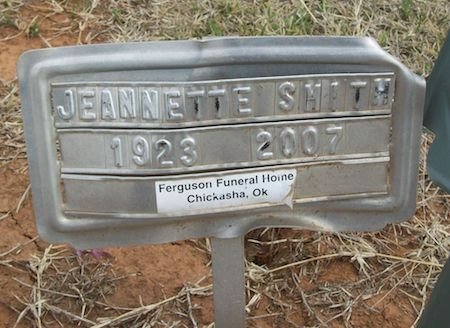 JEANNETTE SMITH
1923 2007
Ferguson Funeral Home
Chickasha, Ok